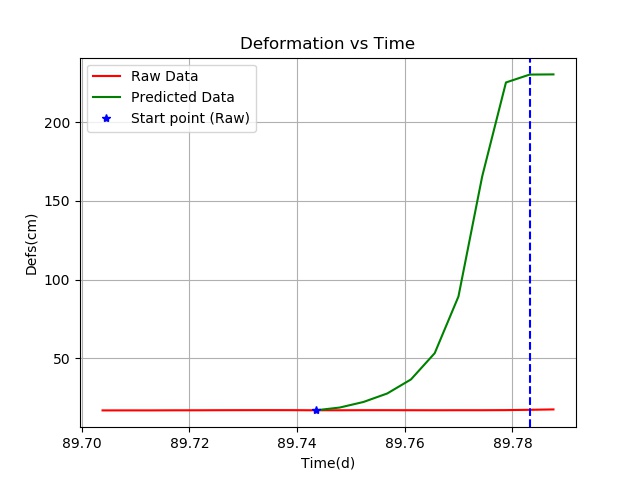 Deformation vs Time
Raw Data
Predicted Data
Start point (Raw)
Defs(cm)
200
150
100
50
89.70 89.72 89.74 89.76 89.78
Time(d)